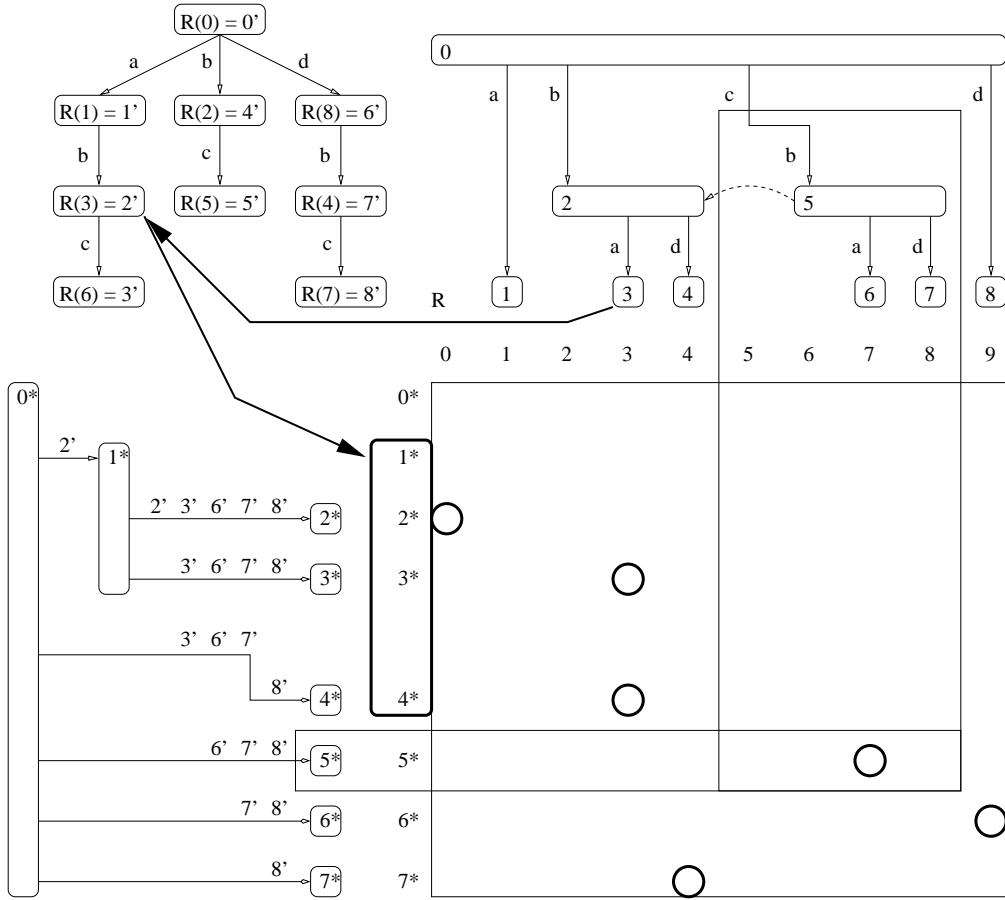 R(0) = 0’
0
a b d
a b c d
R(1) = 1’ R(2) = 4’ R(8) = 6’
b c b
b
R(3) = 2’ R(5) = 5’ R(4) = 7’
2 5
c c
a d a d
R(6) = 3’ R(7) = 8’
R 1 3 4 6 7 8
0 1 2 3 4 5 6 7 8 9
0* 0*
2’ 1* 1*
2’ 3’ 6’ 7’ 8’ 2* 2*
3’ 6’ 7’ 8’ 3* 3*
3’ 6’ 7’
8’ 4* 4*
6’ 7’ 8’ 5* 5*
7’ 8’ 6* 6*
8’ 7* 7*